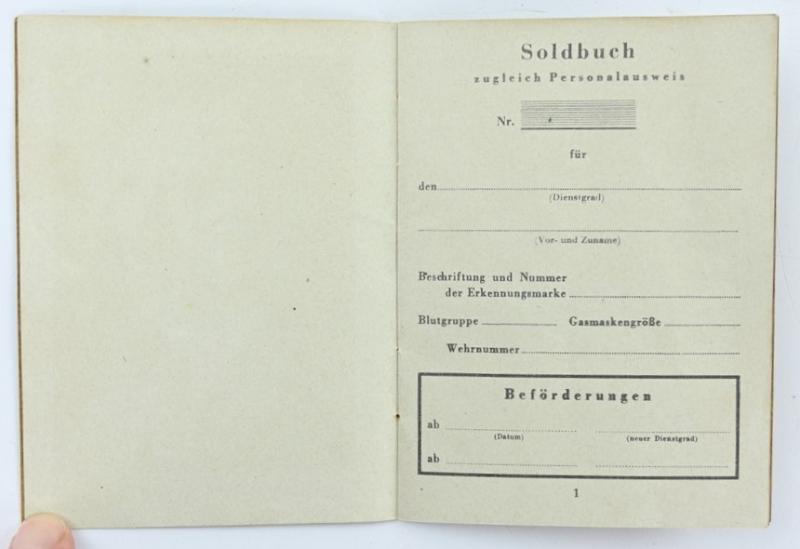 Soldbuch
zugleich Personalausweis
Nr.
für
den
(Dienstgrad)
(Vor- und Zuname)
Beschriftung und Nummer
der Erkennungsmarke
Blutgruppe Gasmaskengröße
Wehrnummer
Beförderungen
ab
(Datum) (neuer Dienstgrad)
ab
1